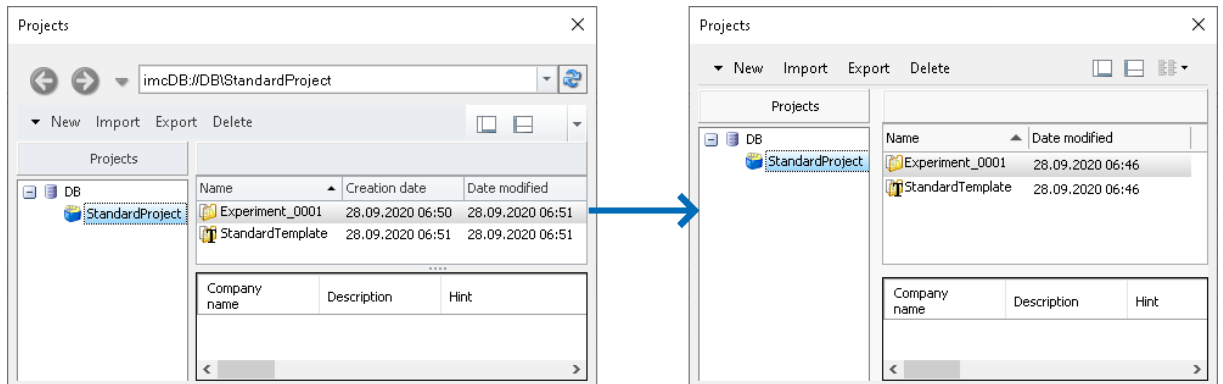 Projects
imcDB://DB\StandardProject
New Import Export Delete
Projects
DB
StandardProject
Name Creation date Date modified
Experiment_0001 28.09.2020 06:50 28.09.2020 06:51
StandardTemplate 28.09.2020 06:51 28.09.2020 06:51
Company name Description Hint
Projects
New Import Export Delete
Projects
DB
StandardProject
Name Date modified
Experiment_0001 28.09.2020 06:46
StandardTemplate 28.09.2020 06:46
Company name Description Hint